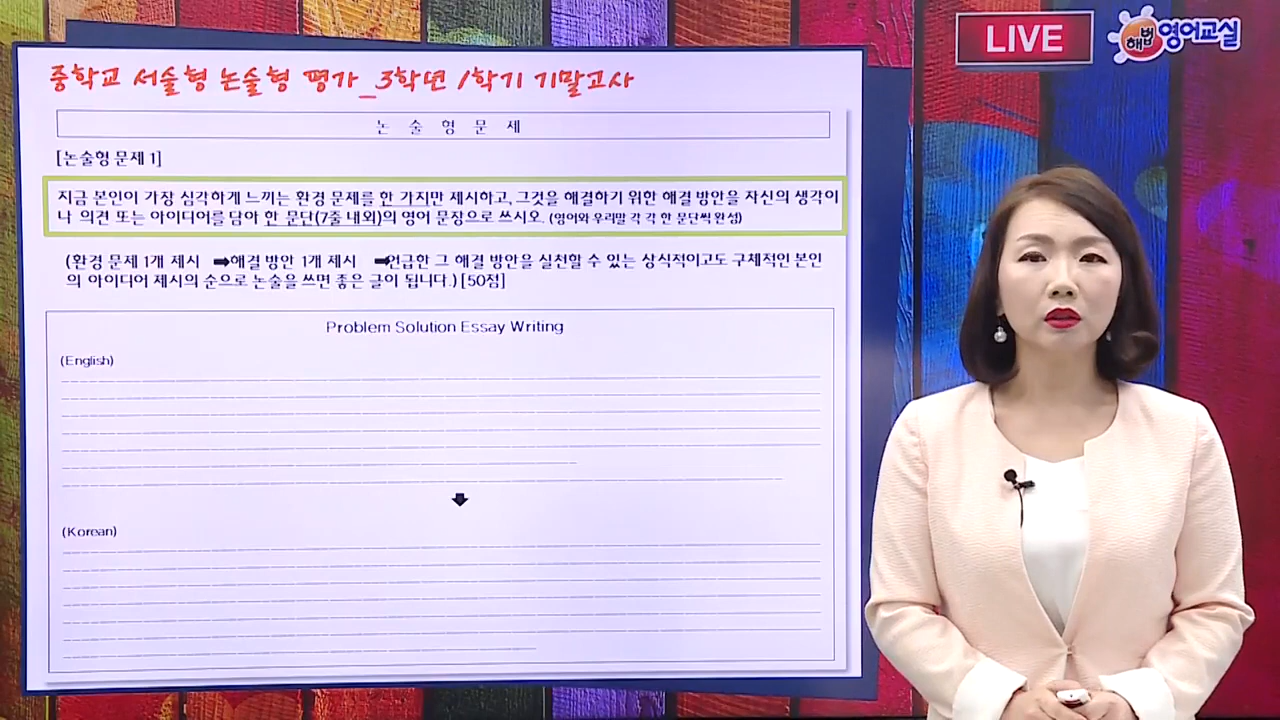 중학교 서술형 논술형 평가_3학년 1학기 기말고사
LIVE
해법영어교실
논 술 형 문 제
[논술형 문제 1]
지금 본인이 가장 심각하게 느끼는 환경 문제를 한 가지만 제시하고, 그것을 해결하기 위한 해결 방안을 자신의 생각이
나 의견 또는 아이디어를 담아 한 문단(7줄 내외)의 영어 문장으로 쓰시오. (영어와 우리말 각 각 한 문단씩 완성)
(환경 문제 1개 제시 ➡해결 방안 1개 제시 ➡언급한 그 해결 방안을 실천할 수 있는 상식적이고도 구체적인 본인
의 아이디어 제시의 순으로 논술을 쓰면 좋은 글이 됩니다.) [50점]
Problem Solution Essay Writing
(English)
(Korean)